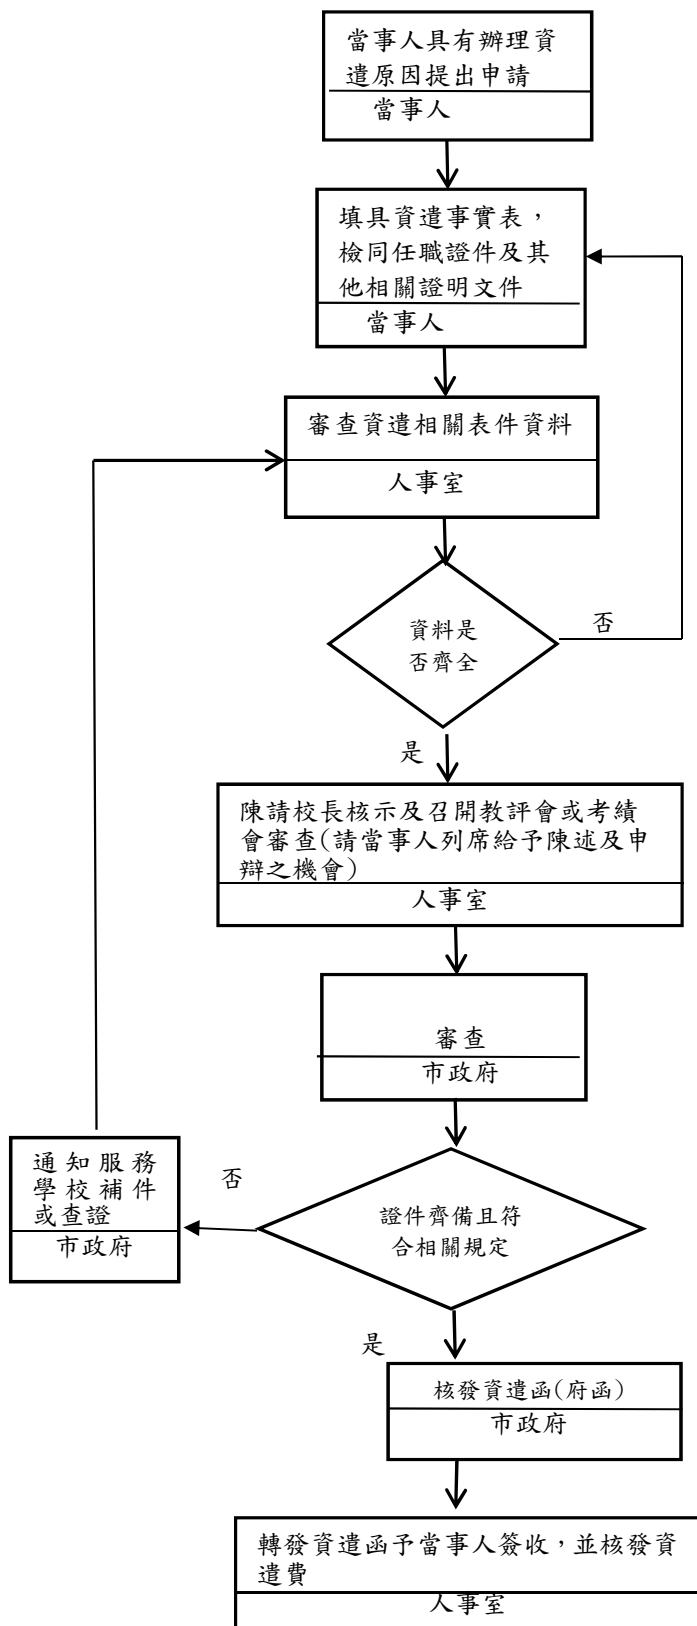 當事人具有辦理資
遣原因提出申請
當事人
填具資遣事實表，
檢同任職證件及其
他相關證明文件
當事人
審查資遣相關表件資料
人事室
資料是
否齊全
否
是
陳請校長核示及召開教評會或考績
會審查(請當事人列席給予陳述及申
辯之機會)
人事室
審查
市政府
通知服務
學校補件
或查證
市政府
否
證件齊備且符
合相關規定
是
核發資遣函(府函)
市政府
轉發資遣函予當事人簽收，並核發資
遣費
人事室